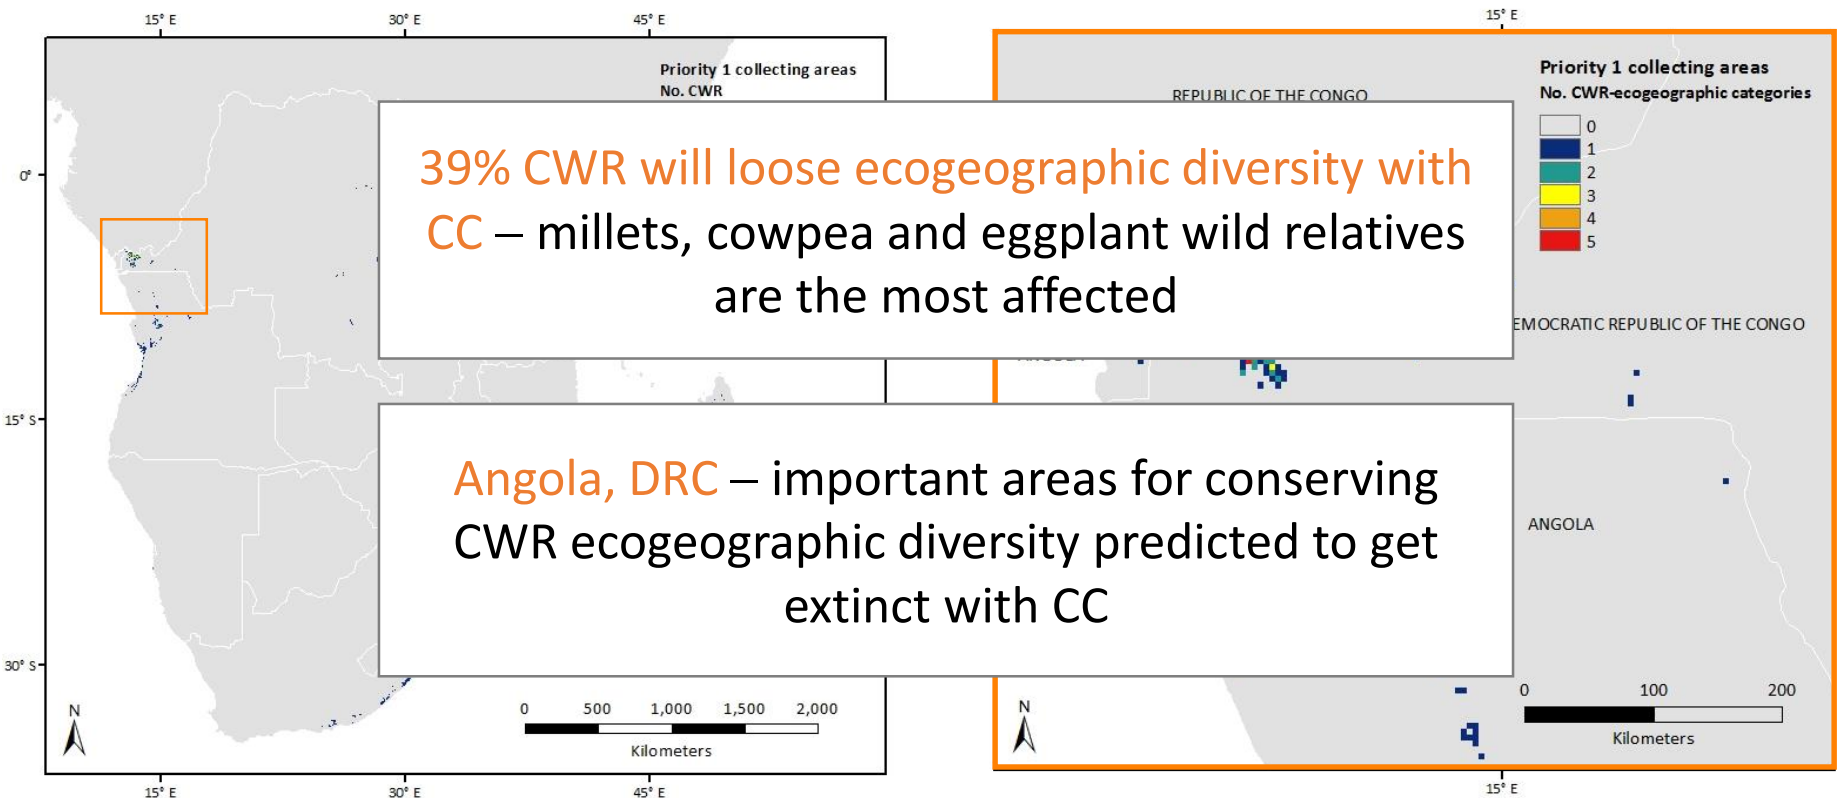 15° E
30° E
45° E
15° E
Priority 1 collecting areas
No. CWR
REPUBLIC OF THE CONGO
Priority 1 collecting areas
No. CWR-ecogeographic categories
0
1
2
3
4
5
39% CWR will loose ecogeographic diversity with
CC – millets, cowpea and eggplant wild relatives
are the most affected
0°
EMOCRATIC REPUBLIC OF THE CONGO
15° S
Angola, DRC – important areas for conserving
CWR ecogeographic diversity predicted to get
extinct with CC
ANGOLA
30° S
N
0 500 1,000 1,500 2,000
Kilometers
N
0 100 200
Kilometers
15° E
30° E
45° E
15° E